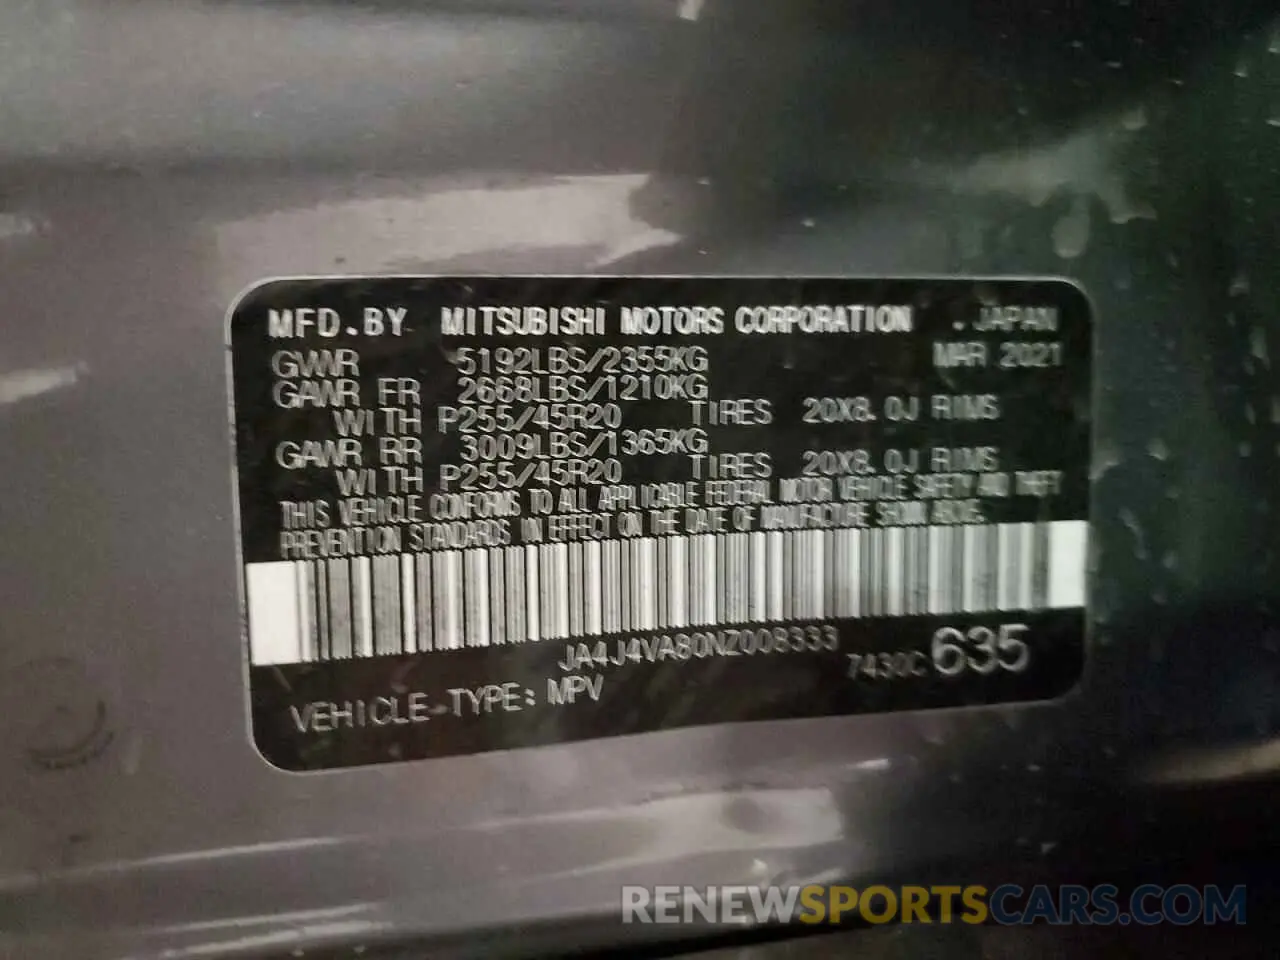 MFD.BY MITSUBISHI MOTORS CORPORATION . JAPAN
GVWR 5192LBS/2355KG MAR 2021
GAWR FR 2668LBS/1210KG
WITH P255/45R20 TIRES 20X8.0J RIMS
GAWR RR 3009LBS/1365KG
WITH P255/45R20 TIRES 20X8.0J RIMS
THIS VEHICLE CONFORMS TO ALL APPLICABLE FEDERAL MOTOR VEHICLE SAFETY AND THEFT
PREVENTION STANDARDS IN EFFECT ON THE DATE OF MANUFACTURE SHOWN ABOVE.
JA4J4VA80NZ008333
7430C 635
VEHICLE-TYPE: MPV
RENEWSPORTSCARS.COM